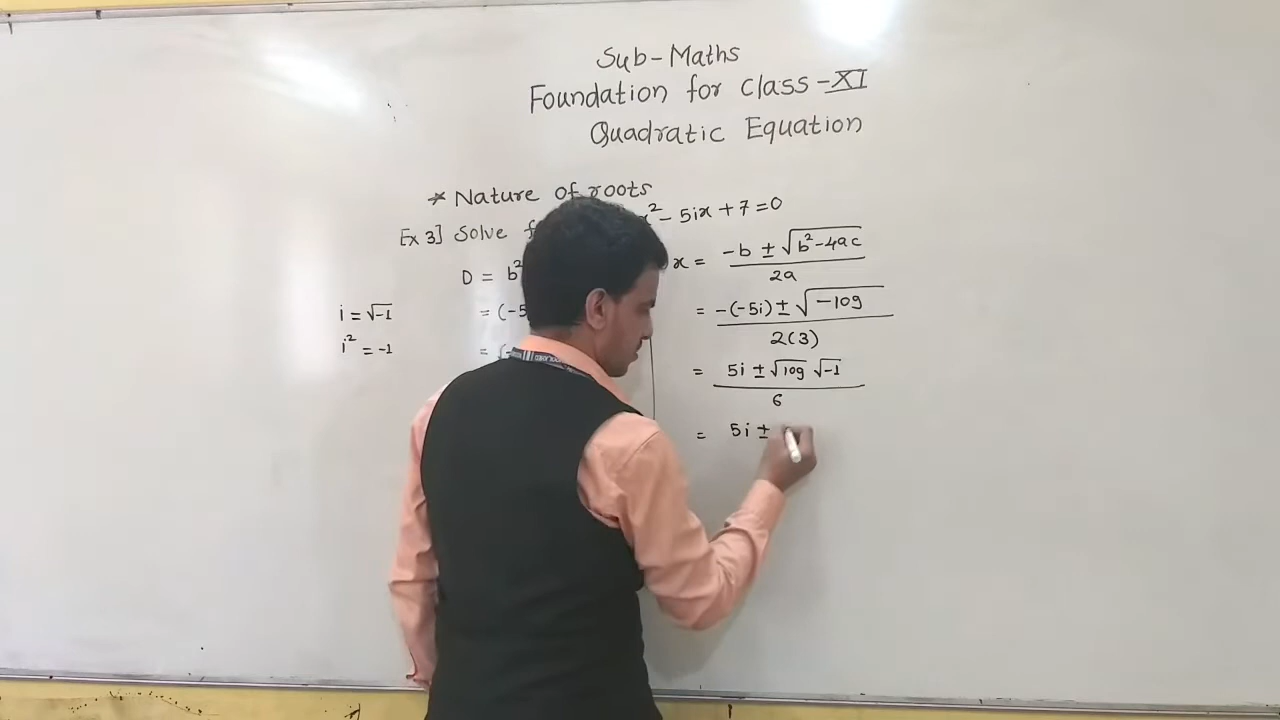 Sub-Maths
Foundation for class-XI
Quadratic Equation
* Nature of roots
Ex 3] Solve x² - 5ix + 7 = 0
D = b²
i = √-1
i² = -1
= (-5
= (-
x = -b ± √b²-4ac / 2a
= -(-5i) ± √-109 / 2(3)
= 5i ± √109 √-1 / 6
= 5i ±